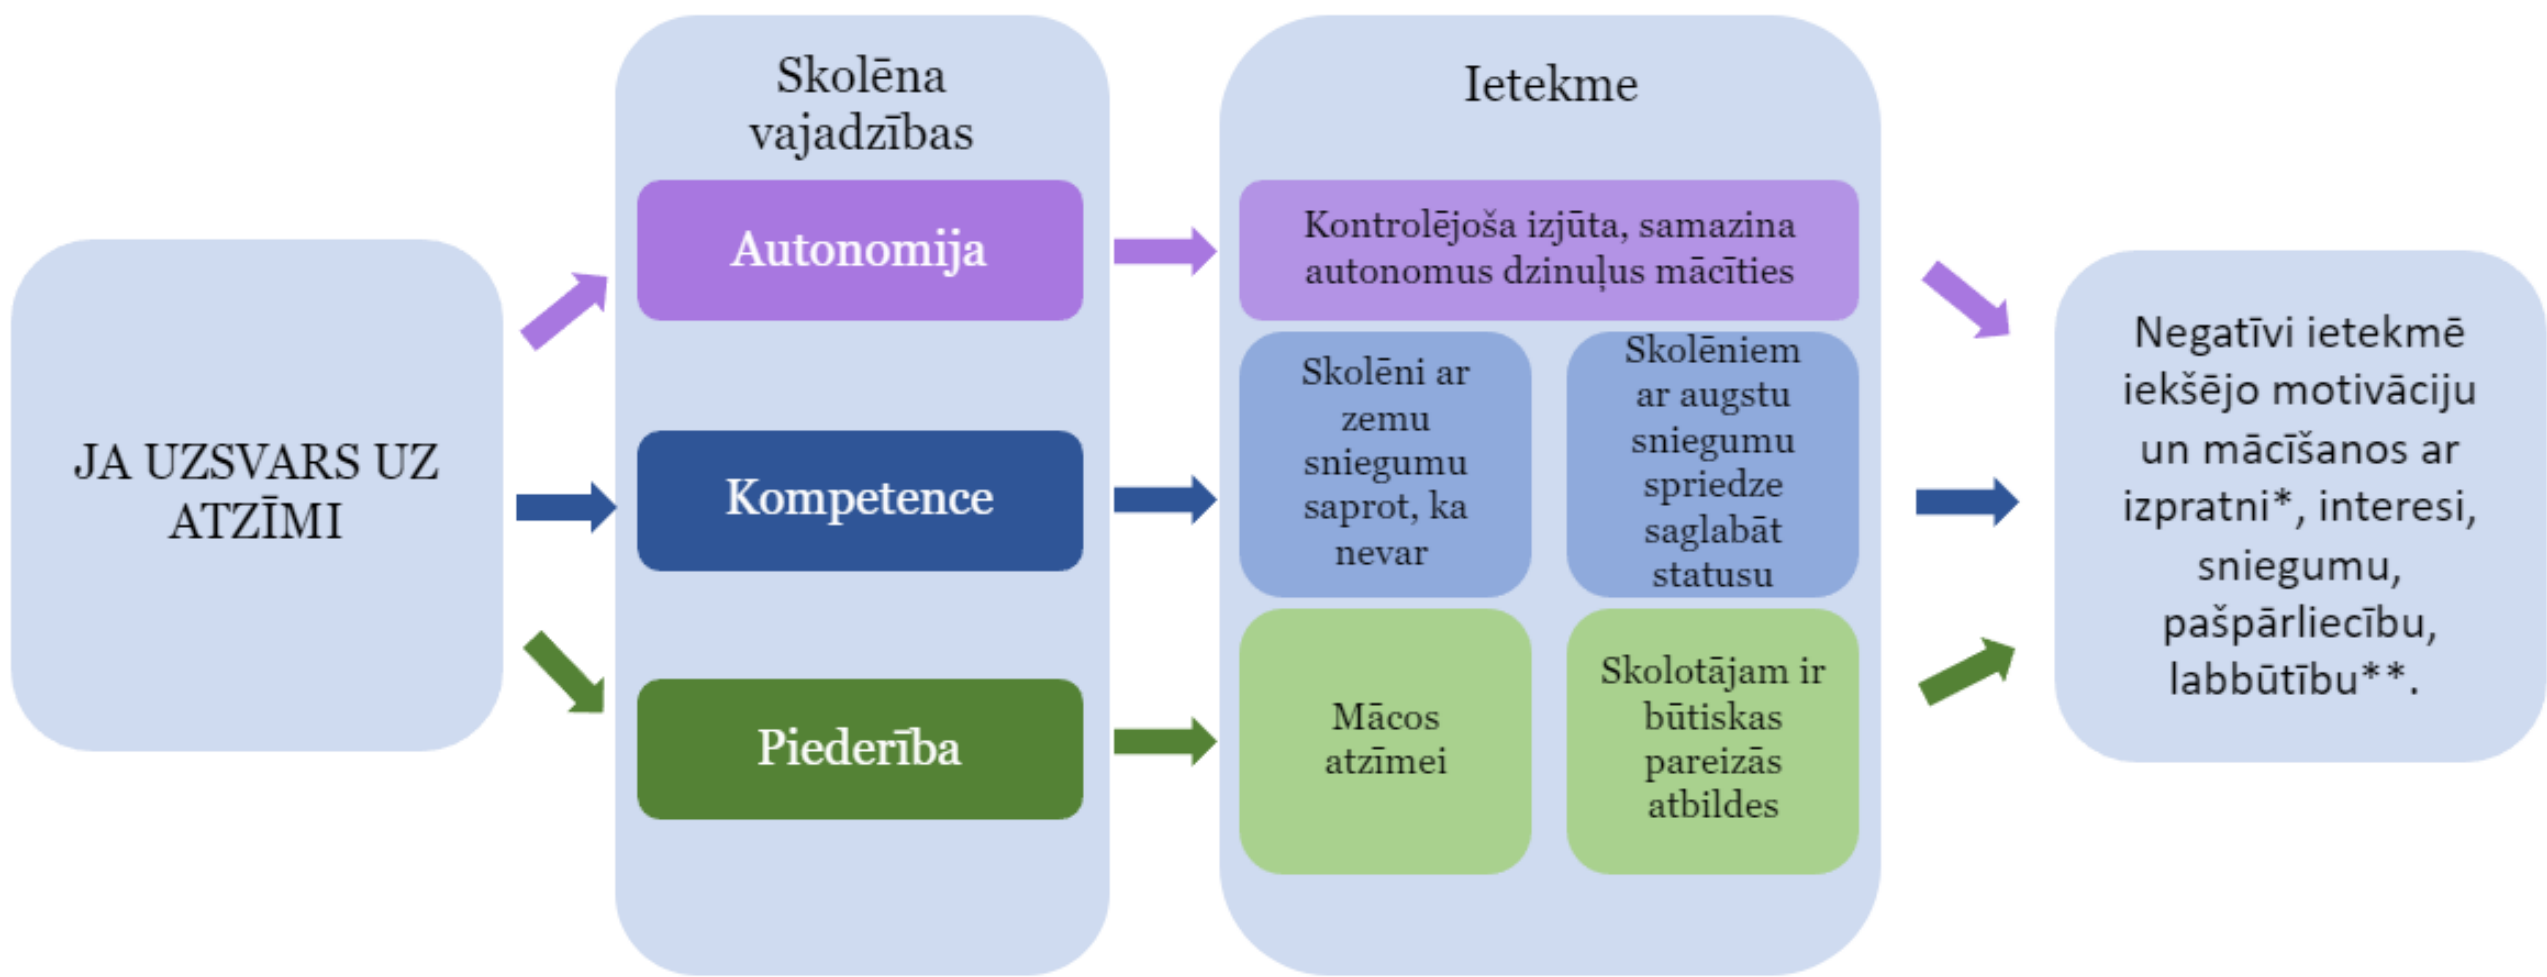 JA UZSVARS UZ
ATZĪMI
Skolēna
vajadzības
Autonomija
Kompetence
Piederība
Ietekme
Kontrolējoša izjūta, samazina
autonomus dzinuļus mācīties
Skolēni ar
zemu
sniegumu
saprot, ka
nevar
Skolēniem
ar augstu
sniegumu
spriedze
saglabāt
statusu
Mācos
atzīmei
Skolotājam ir
būtiskas
pareizās
atbildes
Negatīvi ietekmē
iekšējo motivāciju
un mācīšanos ar
izpratni*, interesi,
sniegumu,
pašpārliecību,
labbūtību**.